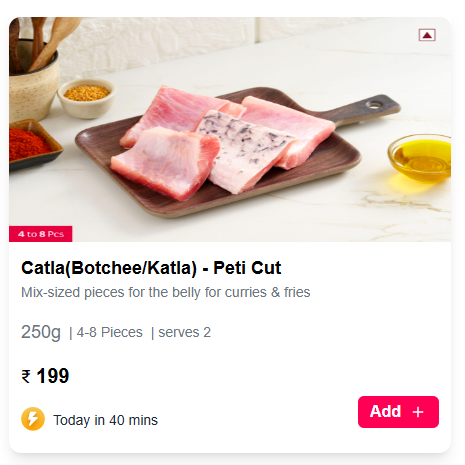 4 to 8 Pcs
Catla(Botchee/Katla) - Peti Cut
Mix-sized pieces for the belly for curries & fries
250g | 4-8 Pieces | serves 2
₹ 199
Today in 40 mins
Add +